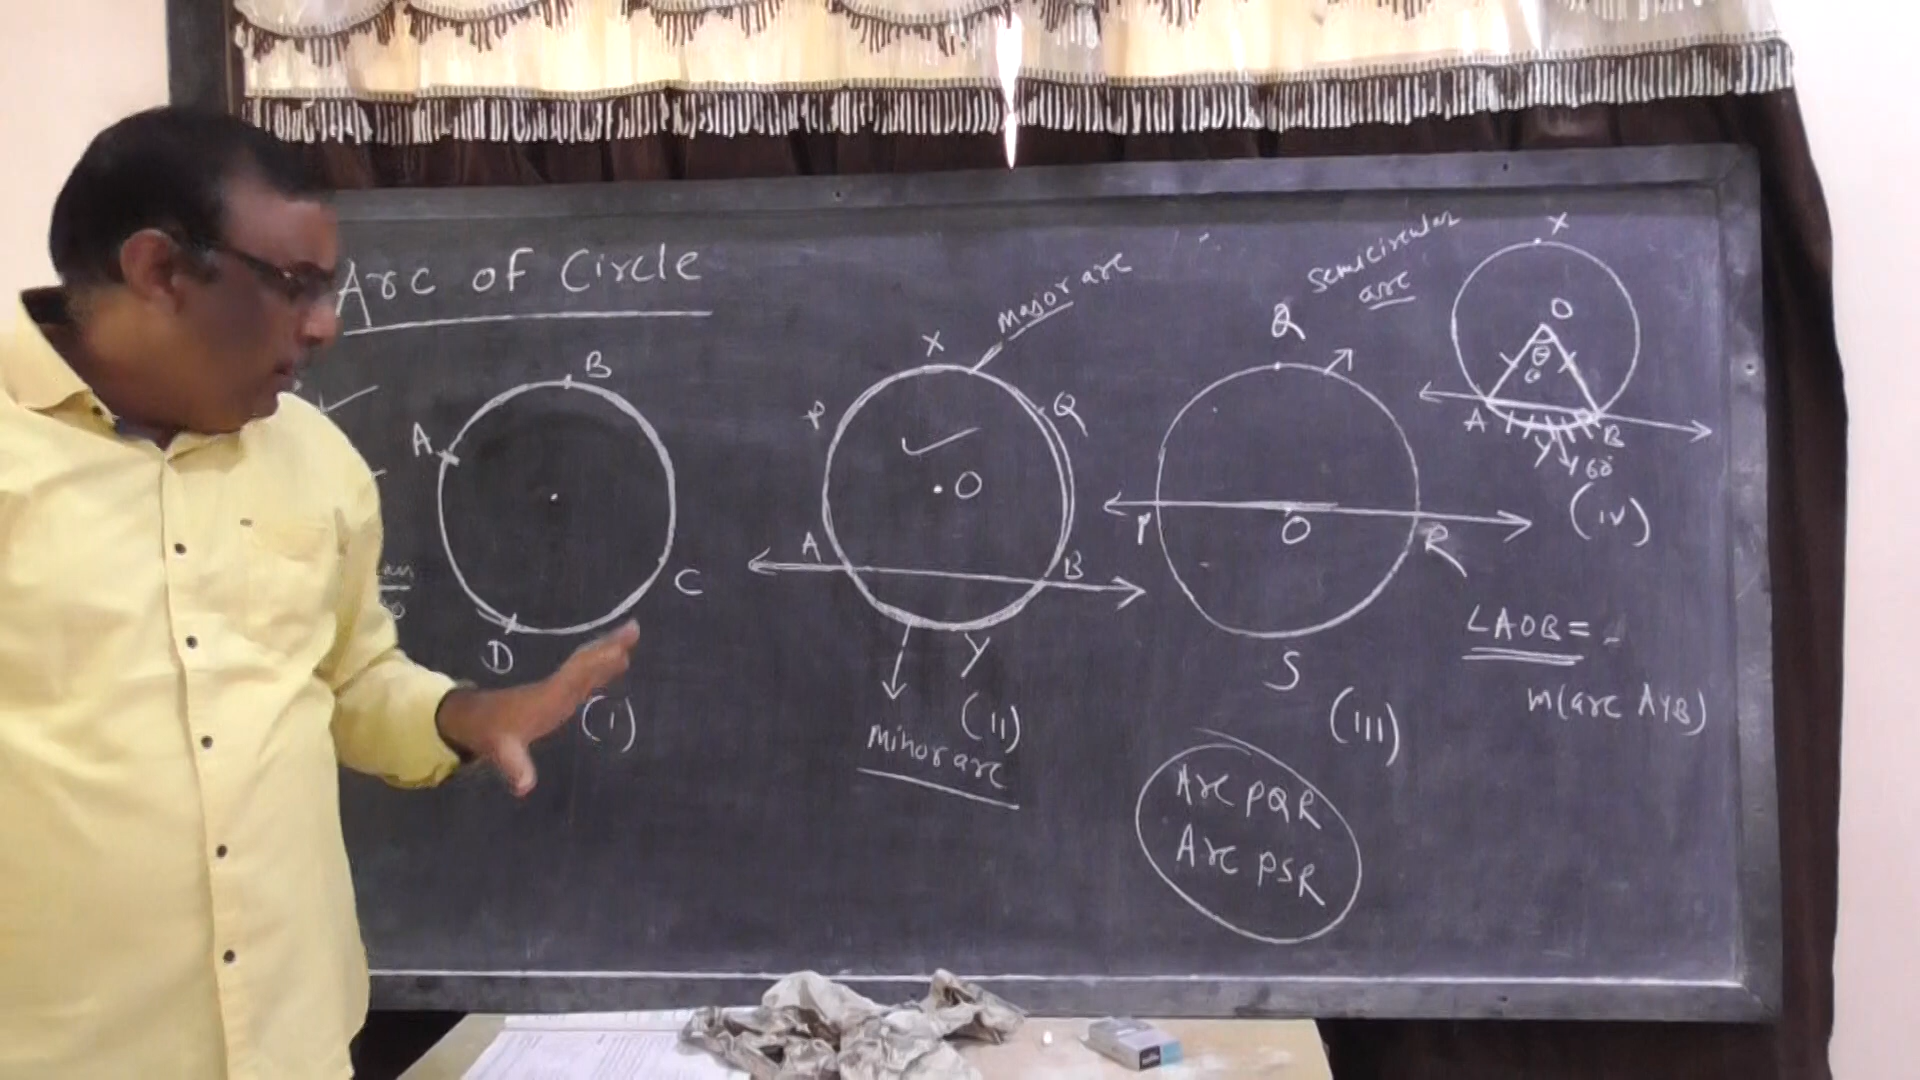 Arc of Circle
B
A
C
D
(i)
Major arc
X
P
Q
O
A
B
Y
Minor arc
(ii)
Semicircular
arc
Q
P
O
R
S
(iii)
Arc PQR
Arc PSR
X
O
θ
A
B
Y
60°
(iv)
∠AOB =
m(arc AYB)